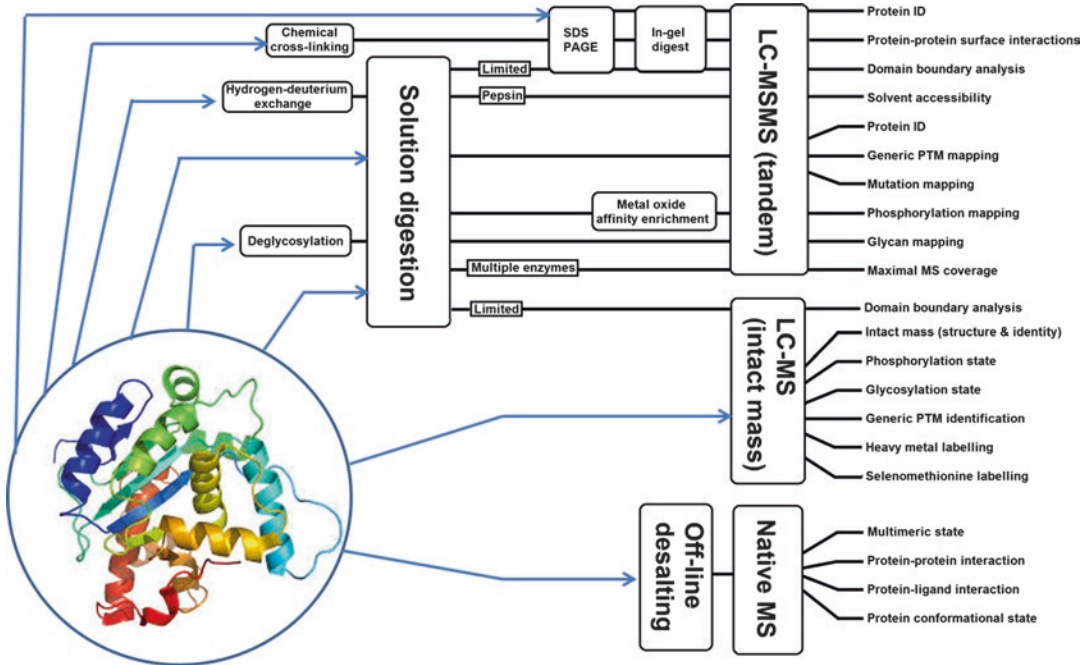 Chemical
cross-linking
Hydrogen-deuterium
exchange
Deglycosylation
Solution digestion
Limited
Pepsin
Multiple enzymes
Limited
SDS
PAGE
In-gel
digest
Metal oxide
affinity enrichment
LC-MSMS (tandem)
Protein ID
Protein-protein surface interactions
Domain boundary analysis
Solvent accessibility
Protein ID
Generic PTM mapping
Mutation mapping
Phosphorylation mapping
Glycan mapping
Maximal MS coverage
LC-MS
(intact mass)
Domain boundary analysis
Intact mass (structure & identity)
Phosphorylation state
Glycosylation state
Generic PTM identification
Heavy metal labelling
Selenomethionine labelling
Off-line
desalting
Native MS
Multimeric state
Protein-protein interaction
Protein-ligand interaction
Protein conformational state